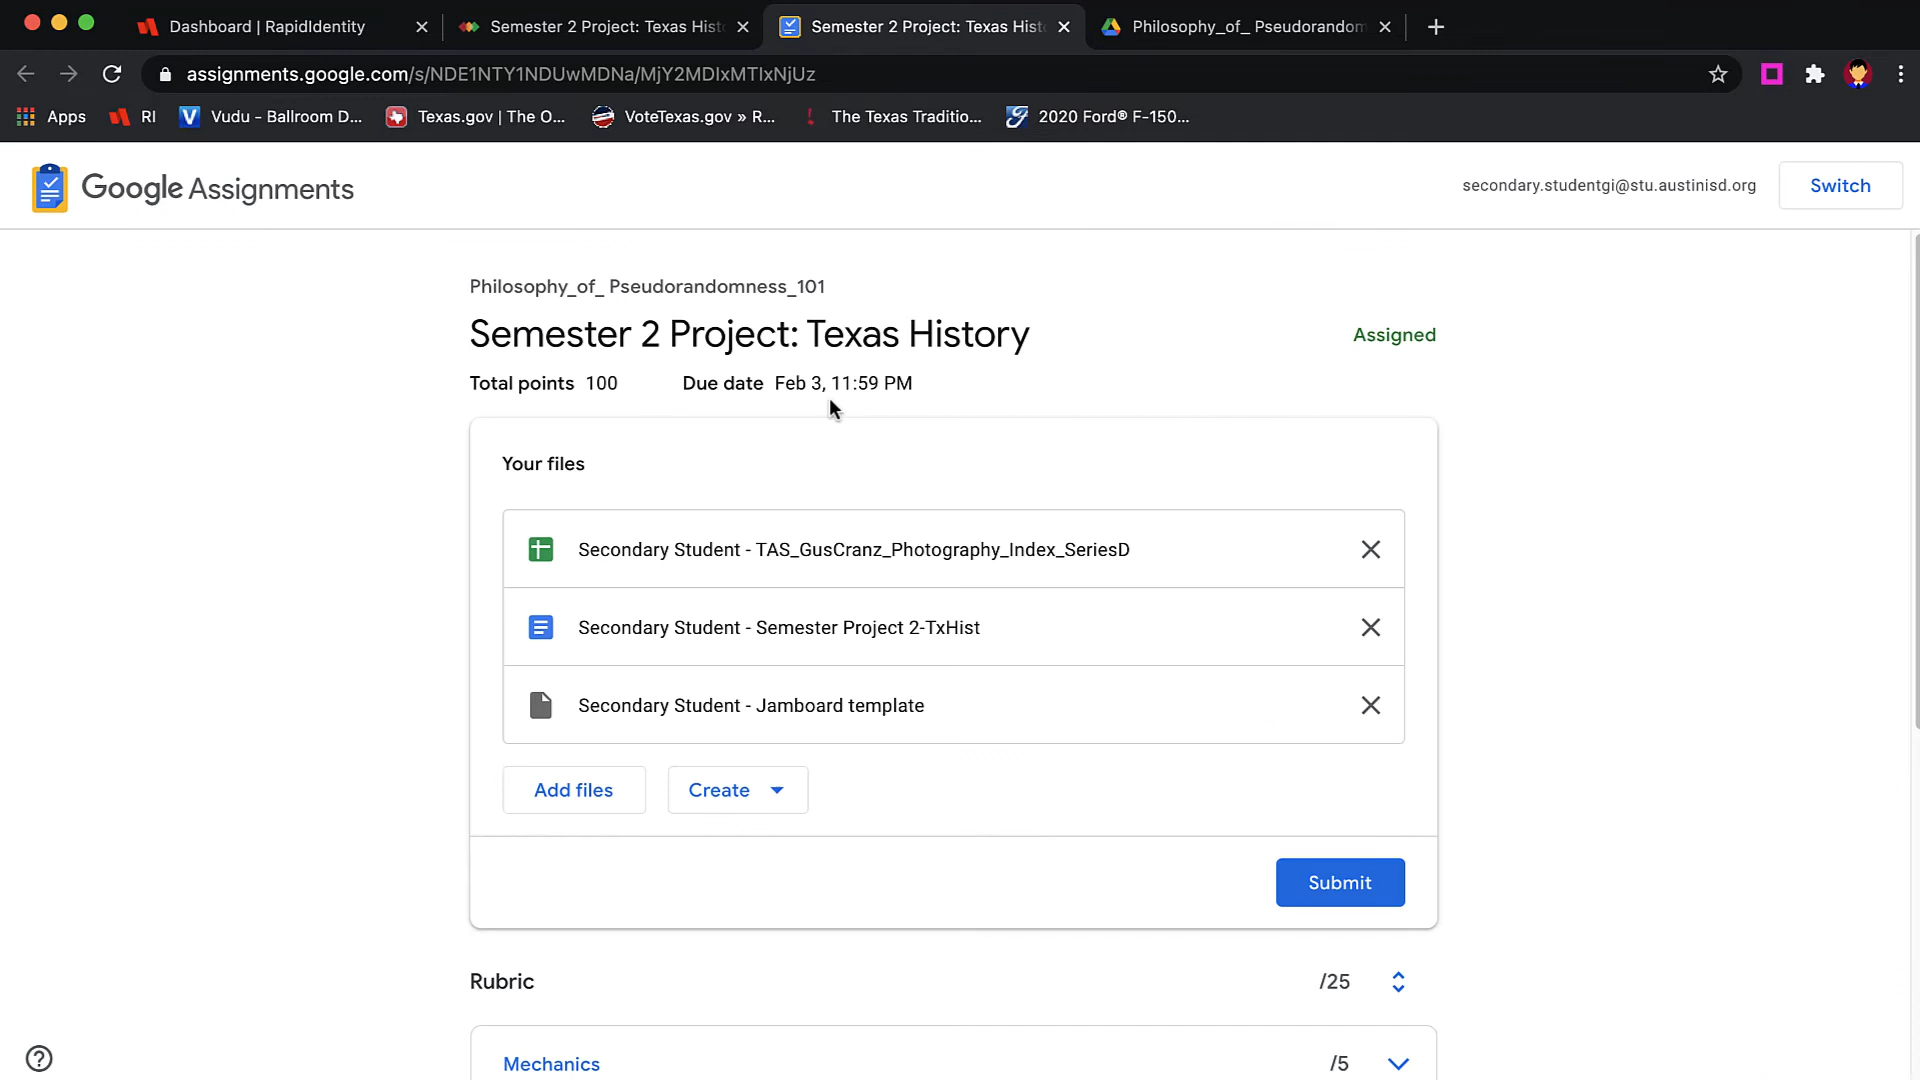 Dashboard | RapidIdentity
Semester 2 Project: Texas Hist
Semester 2 Project: Texas Hist
Philosophy_of_ Pseudorandom
assignments.google.com/s/NDE1NTY1NDUwMDNa/MjY2MDIxMTIxNjUz
Apps
RI
Vudu - Ballroom D...
Texas.gov | The O...
VoteTexas.gov » R...
The Texas Traditio...
2020 Ford® F-150...
Google Assignments
secondary.studentgi@stu.austinisd.org
Switch
Philosophy_of_ Pseudorandomness_101
Semester 2 Project: Texas History
Assigned
Total points 100
Due date Feb 3, 11:59 PM
Your files
Secondary Student - TAS_GusCranz_Photography_Index_SeriesD
Secondary Student - Semester Project 2-TxHist
Secondary Student - Jamboard template
Add files
Create
Submit
Rubric
/25
Mechanics
/5